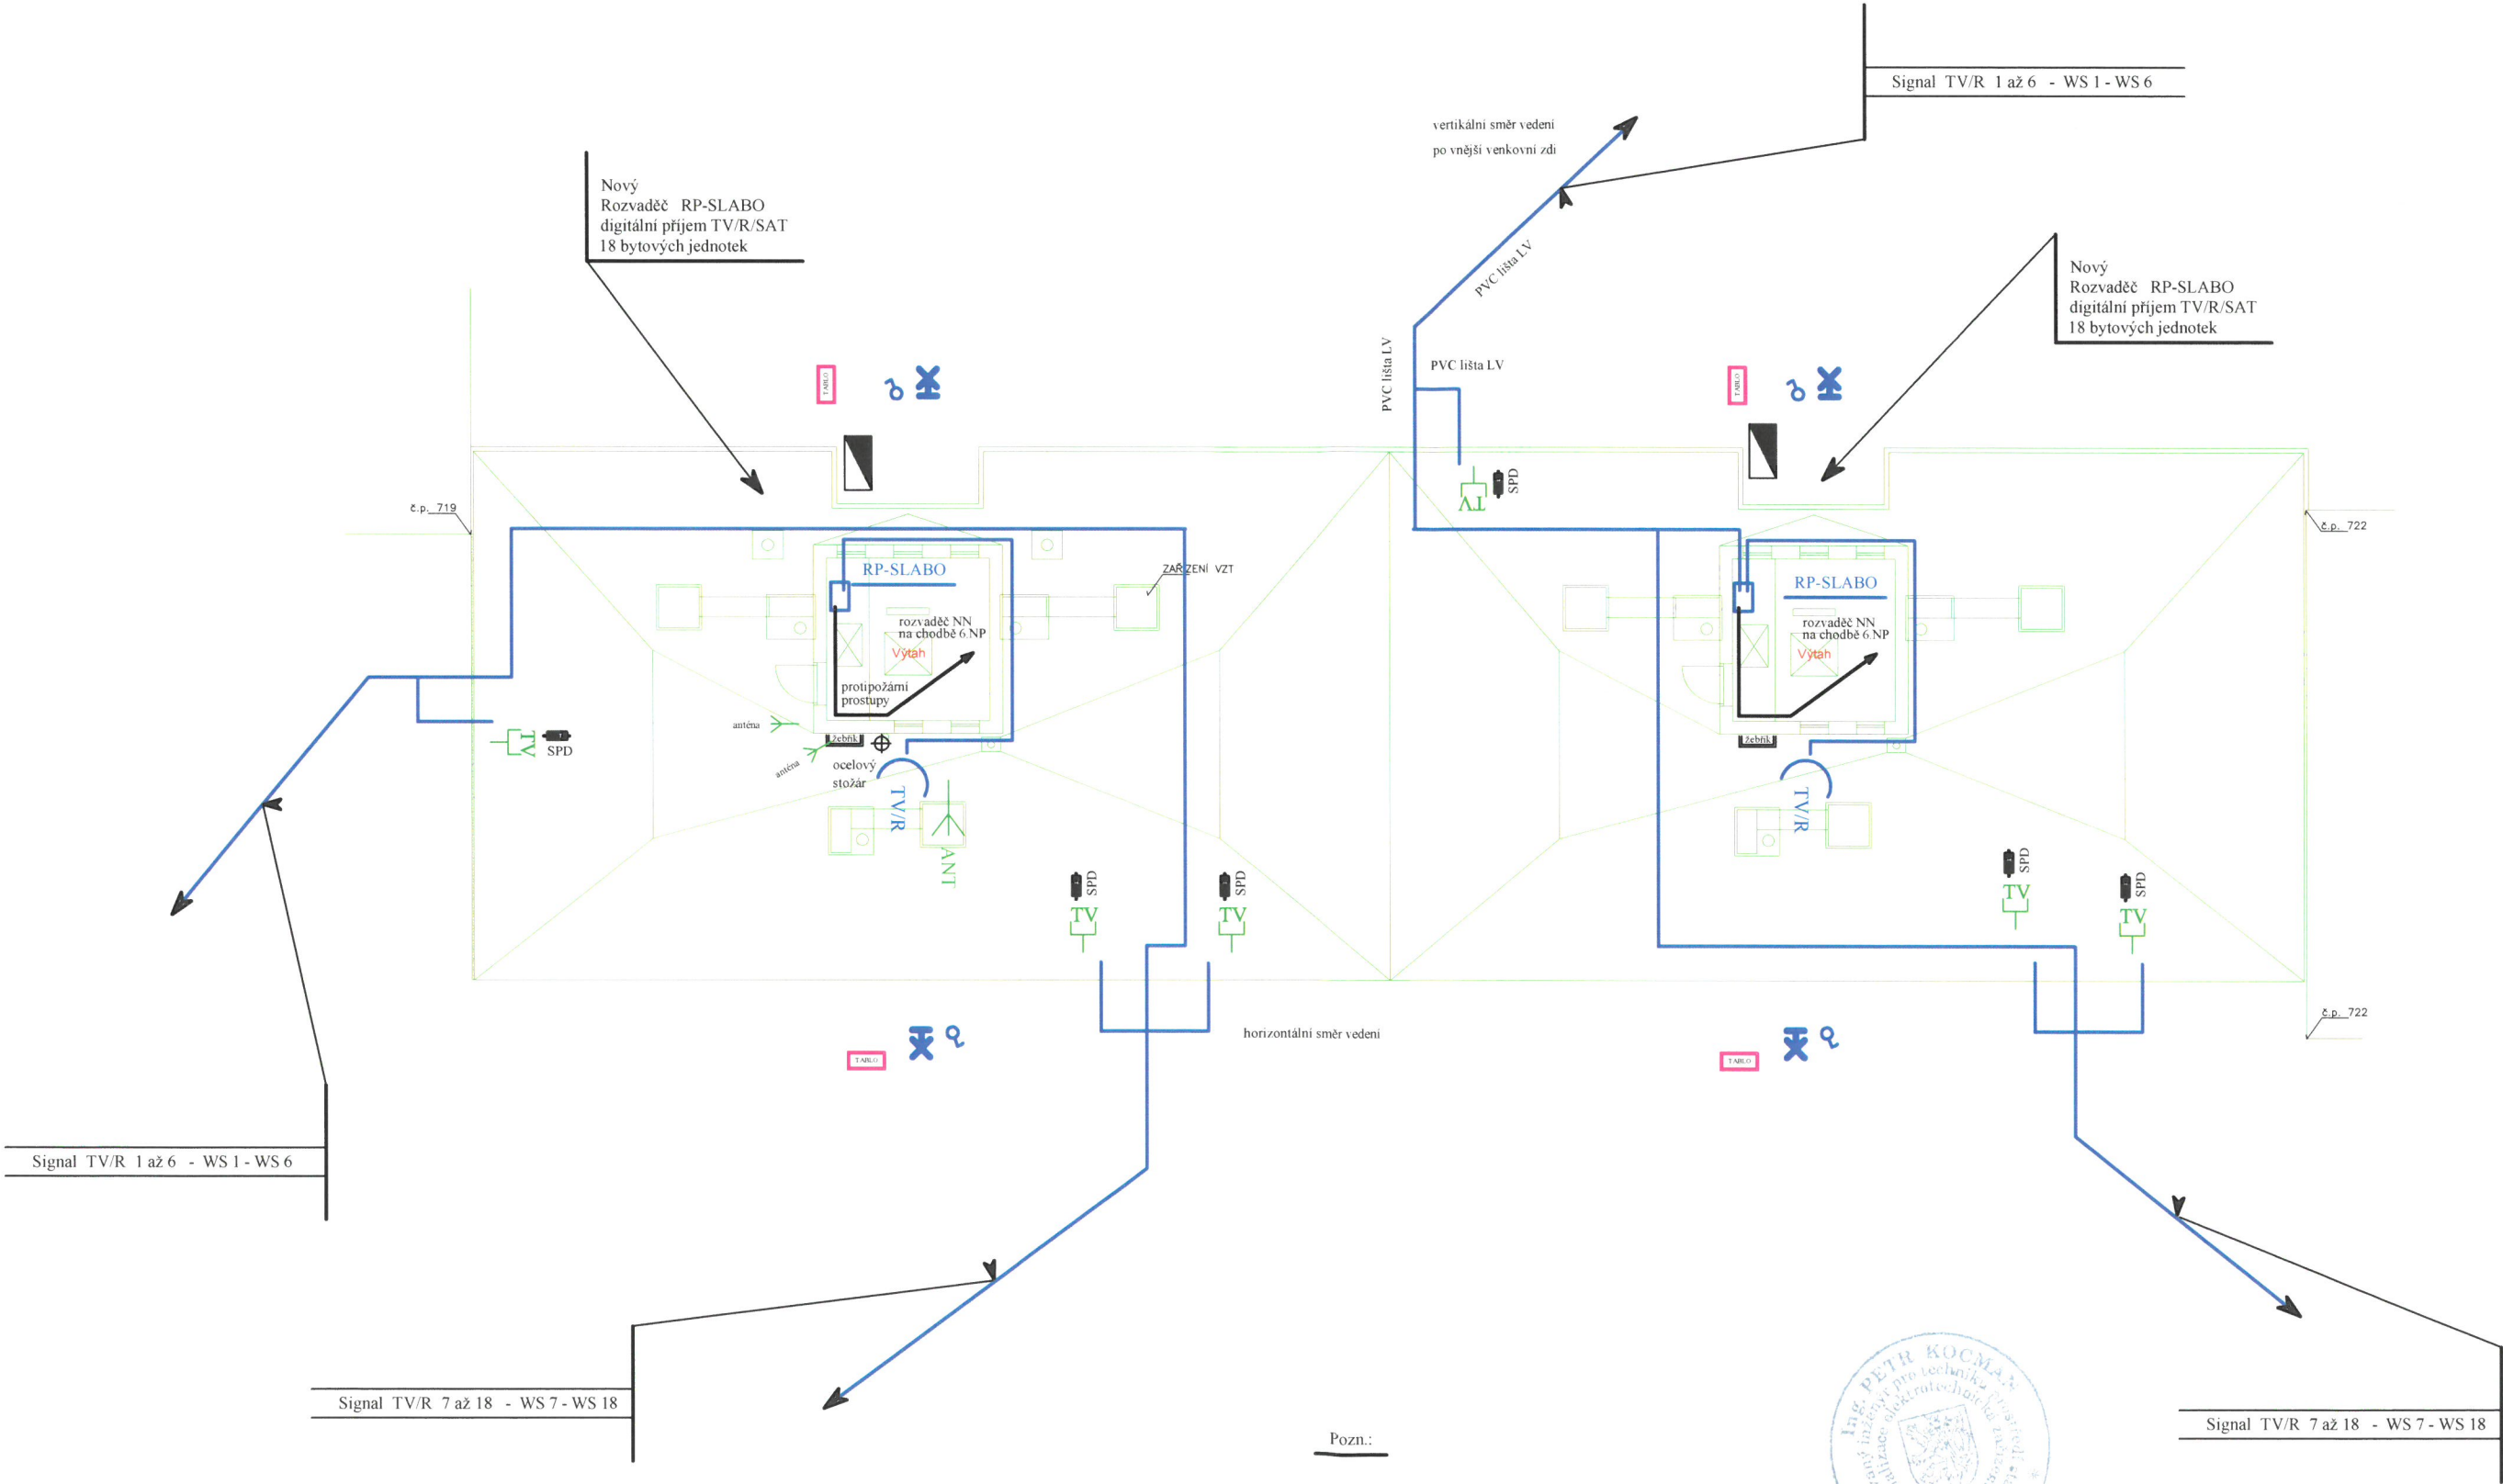 Signal TV/R 1 až 6 - WS 1 - WS 6
vertikální směr vedení
po vnější venkovní zdi
Nový
Rozvaděč RP-SLABO
digitální příjem TV/R/SAT
18 bytových jednotek
PVC lišta LV
Nový
Rozvaděč RP-SLABO
digitální příjem TV/R/SAT
18 bytových jednotek
PVC lišta LV
PVC lišta LV
TABLO
TABLO
TV
SPD
č.p. 719
č.p. 722
RP-SLABO
ZAŘÍZENÍ VZT
RP-SLABO
rozvaděč NN
na chodbě 6.NP
Výtah
rozvaděč NN
na chodbě 6.NP
Výtah
protipožární
prostupy
anténa
žebřík
žebřík
TV
SPD
anténa
ocelový
stožár
TV/R
TV/R
ANT
SPD
TV
SPD
TV
SPD
TV
SPD
TV
č.p. 722
horizontální směr vedení
TABLO
TABLO
Signal TV/R 1 až 6 - WS 1 - WS 6
Signal TV/R 7 až 18 - WS 7 - WS 18
Signal TV/R 7 až 18 - WS 7 - WS 18
Pozn.:
Ing. PETR KOCMAN